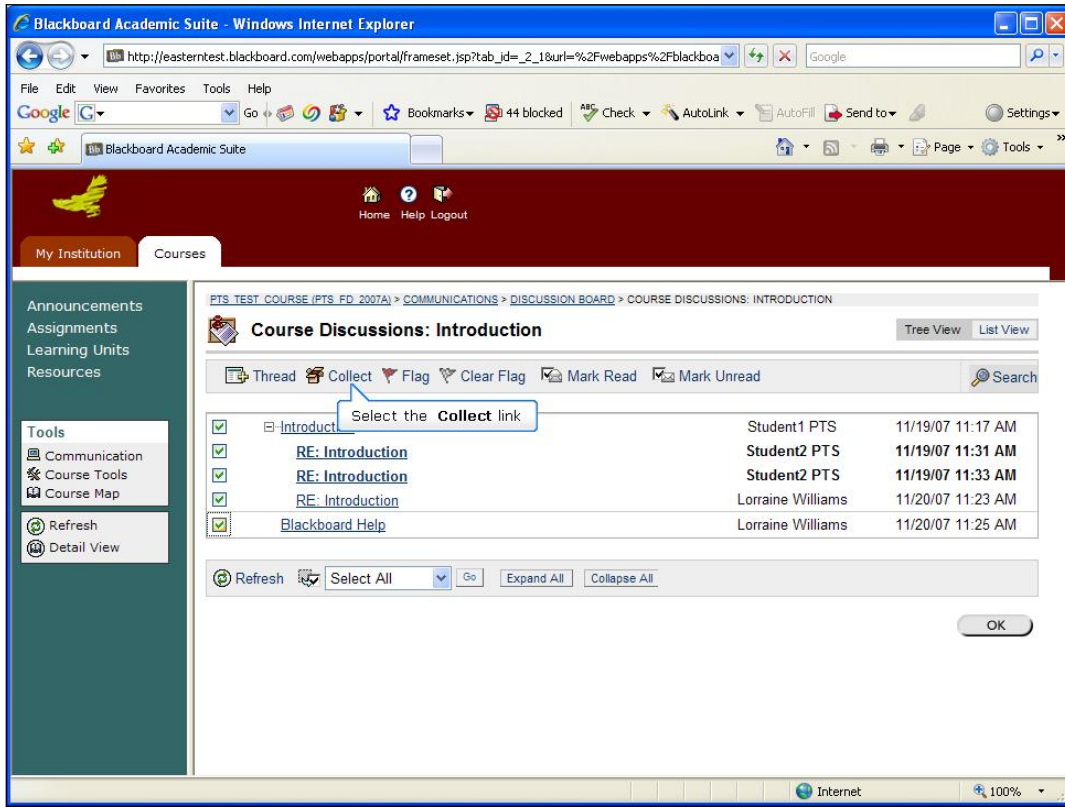 Blackboard Academic Suite - Windows Internet Explorer
http://easterntest.blackboard.com/webapps/portal/frameset.jsp?tab_id=_2_1&url=%2Fwebapps%2Fblackboa
Google
File Edit View Favorites Tools Help
Google G Go Bookmarks 44 blocked ABC Check AutoLink AutoFill Send to Settings
Bb Blackboard Academic Suite Page Tools »
Home Help Logout
My Institution Courses
Announcements
Assignments
Learning Units
Resources
Tools
Communication
Course Tools
Course Map
Refresh
Detail View
PTS TEST COURSE (PTS_FD_2007A) > COMMUNICATIONS > DISCUSSION BOARD > COURSE DISCUSSIONS: INTRODUCTION
Course Discussions: Introduction Tree View List View
Thread Collect Flag Clear Flag Mark Read Mark Unread Search
Select the Collect link
Introduct Student1 PTS 11/19/07 11:17 AM
RE: Introduction Student2 PTS 11/19/07 11:31 AM
RE: Introduction Student2 PTS 11/19/07 11:33 AM
RE: Introduction Lorraine Williams 11/20/07 11:23 AM
Blackboard Help Lorraine Williams 11/20/07 11:25 AM
Refresh Select All Go Expand All Collapse All
OK
Internet 100%